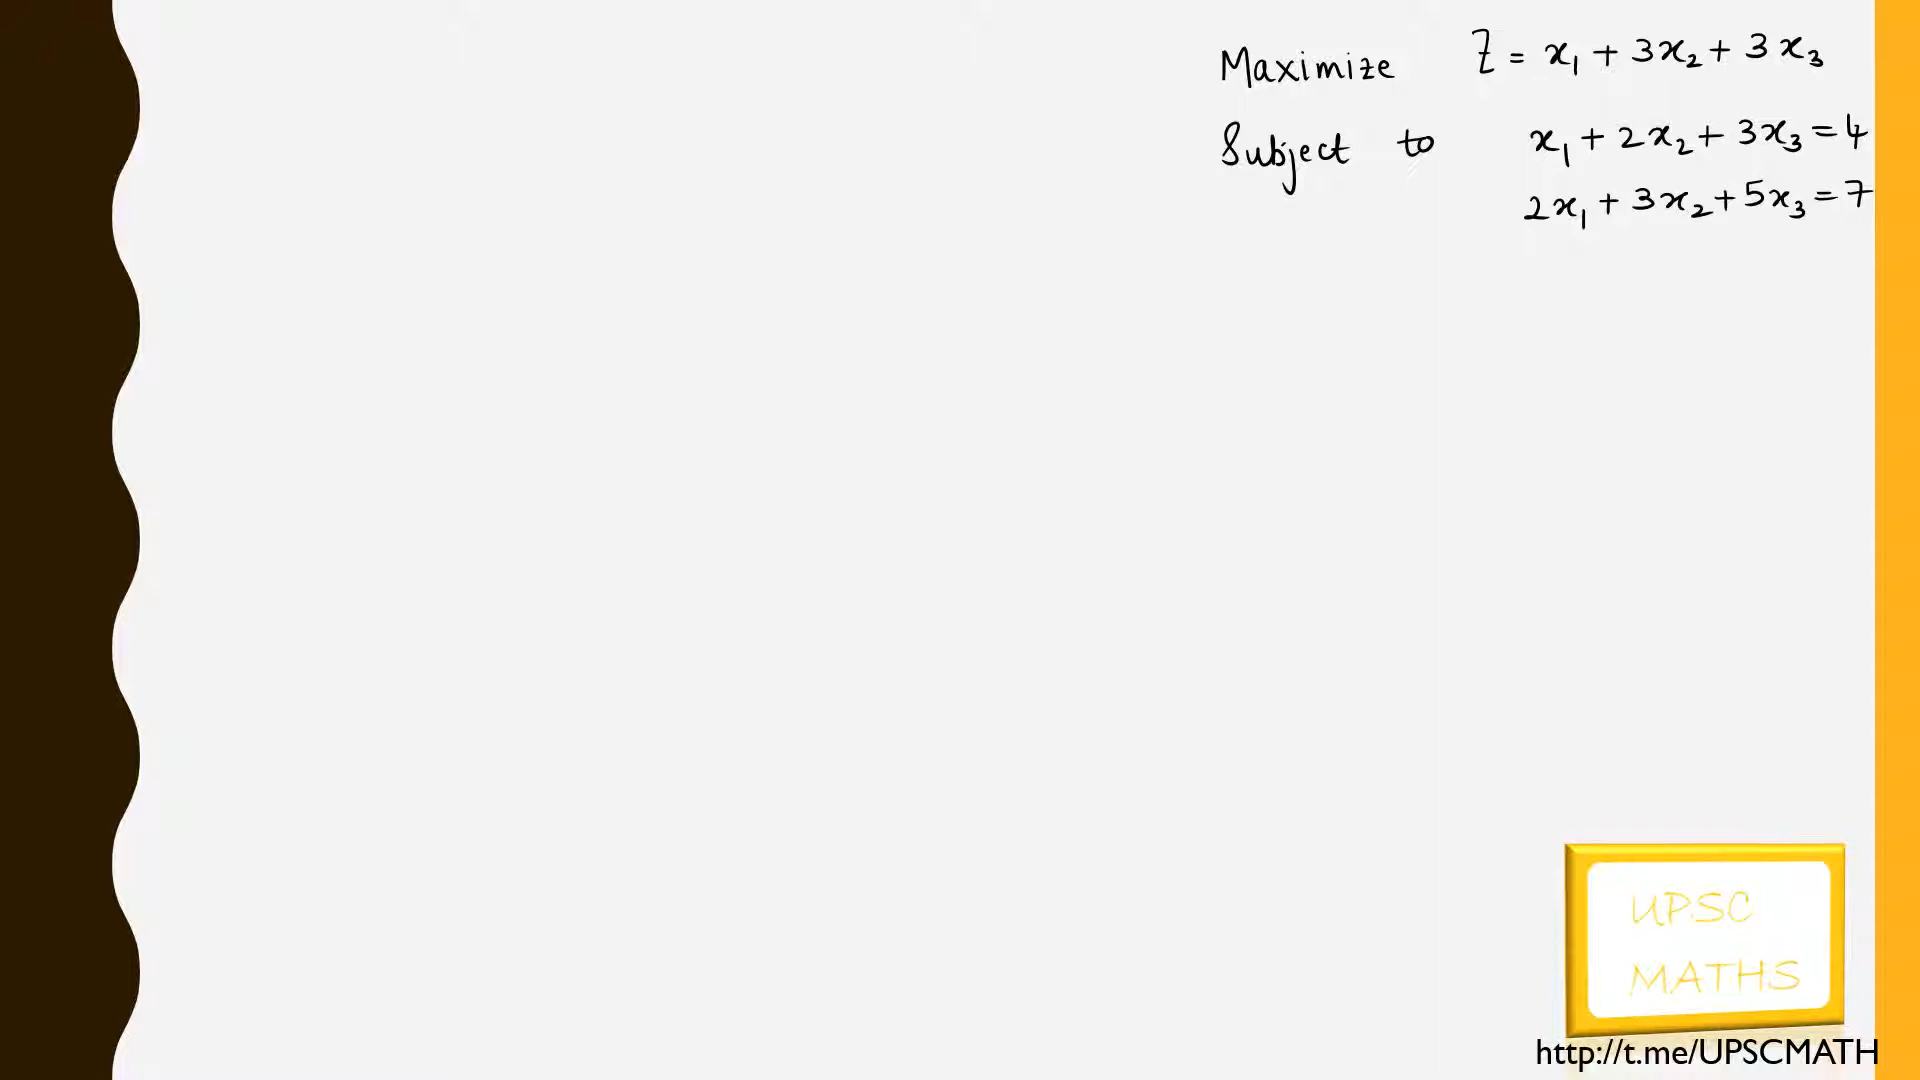 Maximize Z = x₁ + 3x₂ + 3x₃
Subject to x₁ + 2x₂ + 3x₃ = 4
2x₁ + 3x₂ + 5x₃ = 7
UPSC
MATHS
http://t.me/UPSCMATH